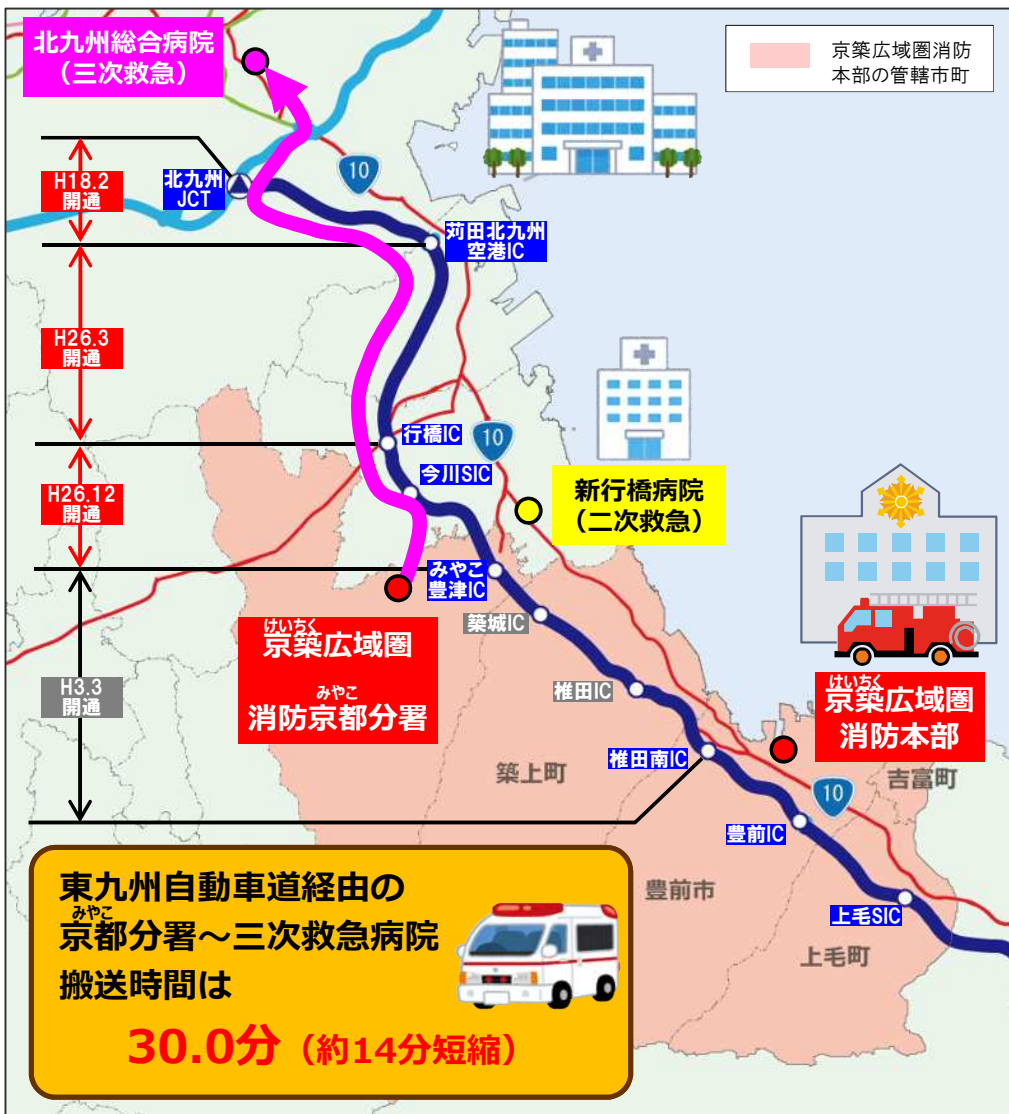 北九州総合病院
（三次救急）
京築広域圏消防
本部の管轄市町
H18.2
開通
北九州
JCT
10
苅田北九州
空港IC
H26.3
開通
行橋IC
10
今川SIC
新行橋病院
（二次救急）
H26.12
開通
みやこ
豊津IC
築城IC
けいちく
京築広域圏
みやこ
消防京都分署
H3.3
開通
椎田IC
けいちく
京築広域圏
消防本部
椎田南IC
築上町
吉富町
10
豊前IC
豊前市
上毛SIC
上毛町
東九州自動車道経由の
みやこ
京都分署～三次救急病院
搬送時間は
30.0分（約14分短縮）